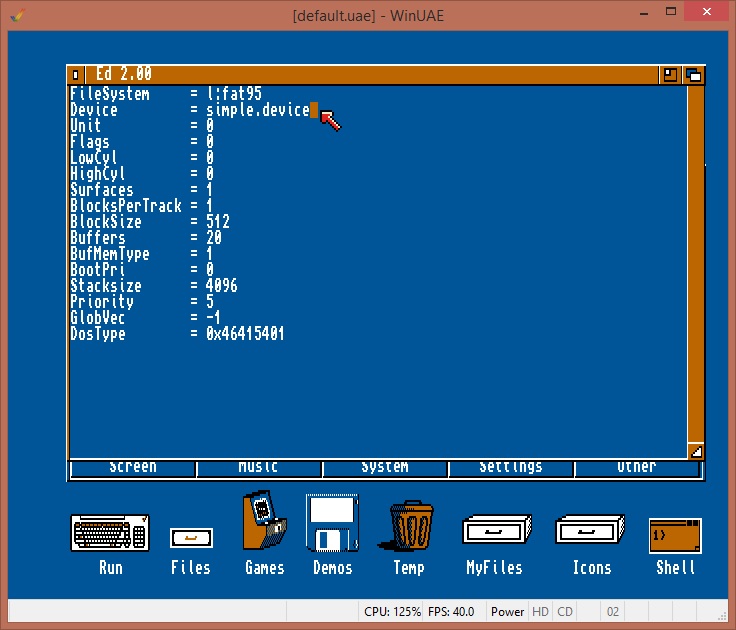 [default.uae] - WinUAE
Ed 2.00
FileSystem = l:fat95
Device = simple.device
Unit = 0
Flags = 0
LowCyl = 0
HighCyl = 0
Surfaces = 1
BlocksPerTrack = 1
BlockSize = 512
Buffers = 20
BufMemType = 1
BootPri = 0
Stacksize = 4096
Priority = 5
GlobVec = -1
DosType = 0x46415401
Screen Music System Settings Other
1>
Run Files Games Demos Temp MyFiles Icons Shell
CPU: 125% FPS: 40.0 Power HD CD 02